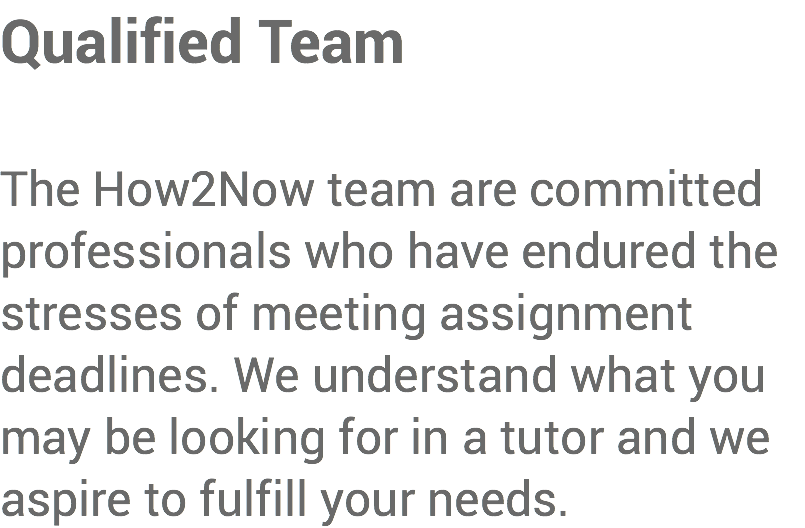 Qualified Team
The How2Now team are committed
professionals who have endured the
stresses of meeting assignment
deadlines. We understand what you
may be looking for in a tutor and we
aspire to fulfill your needs.